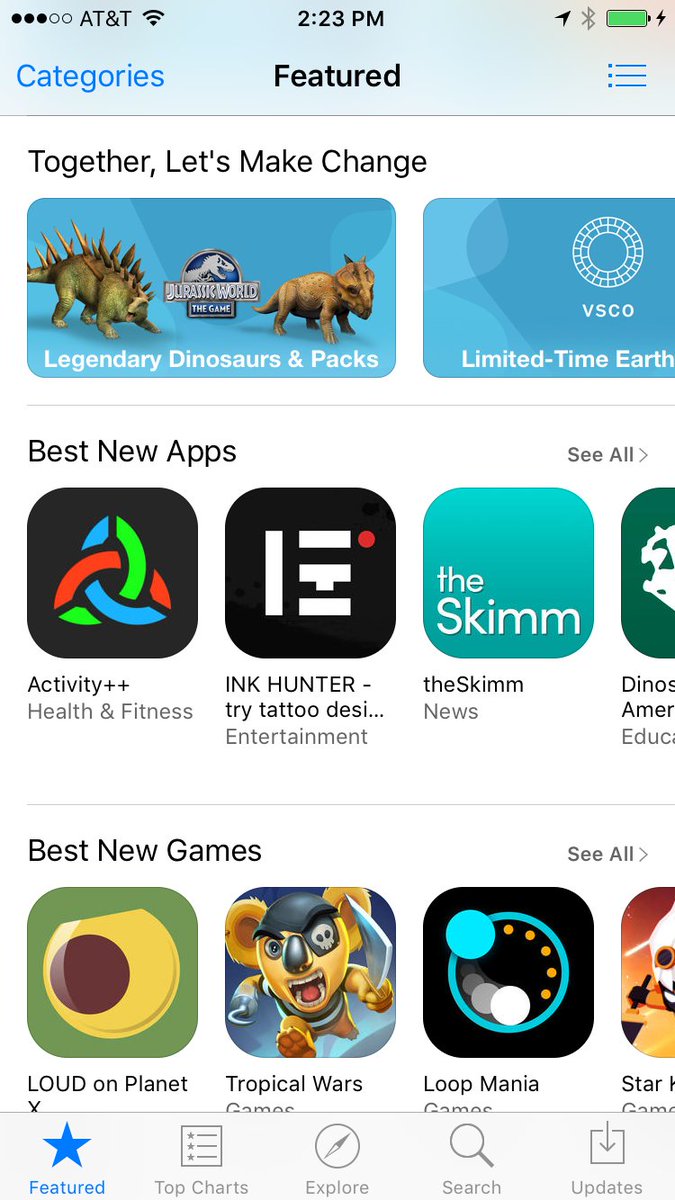 AT&T 2:23 PM
Categories Featured
Together, Let's Make Change
JURASSIC WORLD
THE GAME
Legendary Dinosaurs & Packs
VSCO
Limited-Time Earth
Best New Apps See All
the
Skimm
Activity++
Health & Fitness
INK HUNTER -
try tattoo desi...
Entertainment
theSkimm
News
Dinos
Amer
Educa
Best New Games See All
LOUD on Planet
X
Tropical Wars
Games
Loop Mania
Games
Star K
Game
Featured Top Charts Explore Search Updates